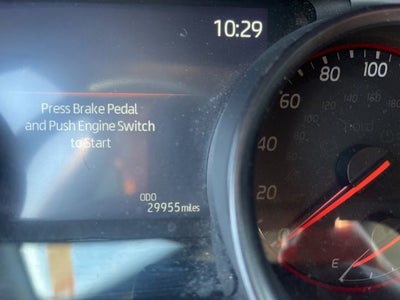 10:29
Press Brake Pedal
and Push Engine Switch
to Start
ODO
29955 miles
100
80
60
40
20
0
E